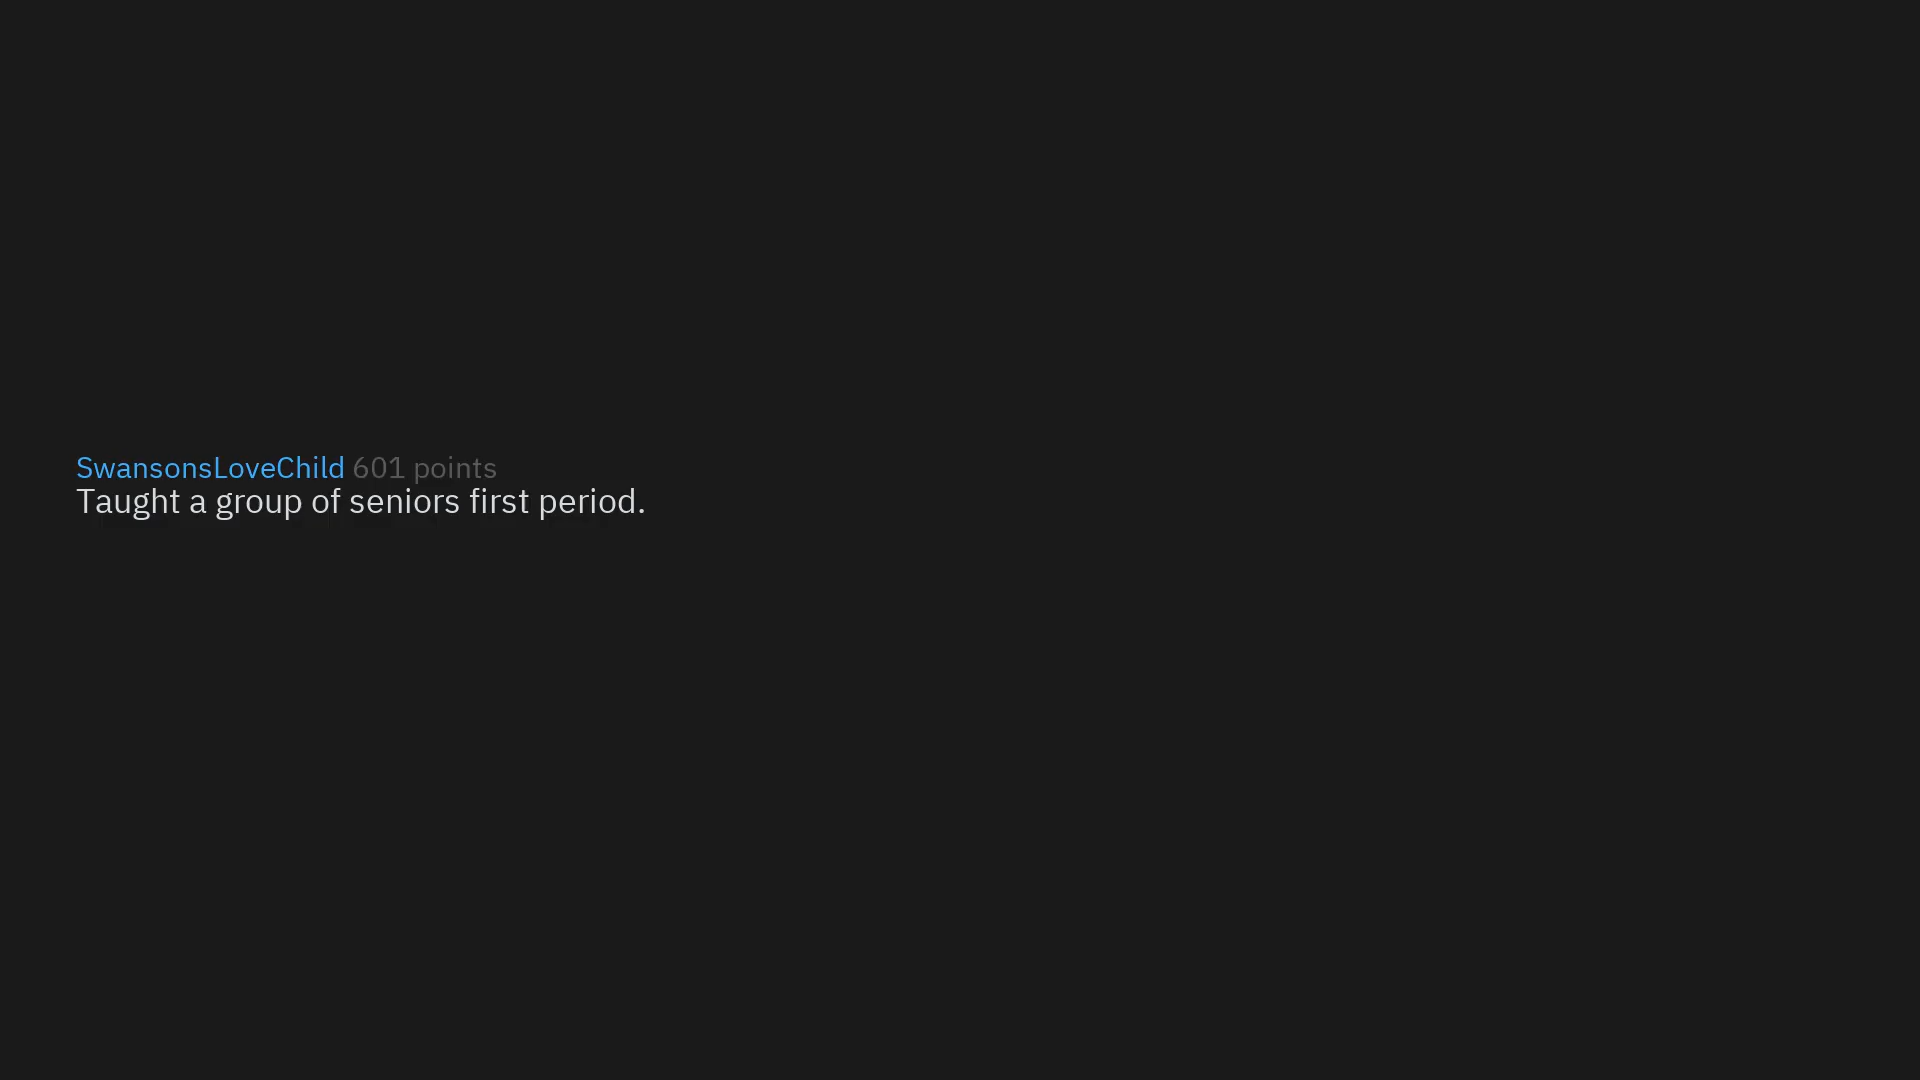 SwansonsLoveChild 601 points
Taught a group of seniors first period.